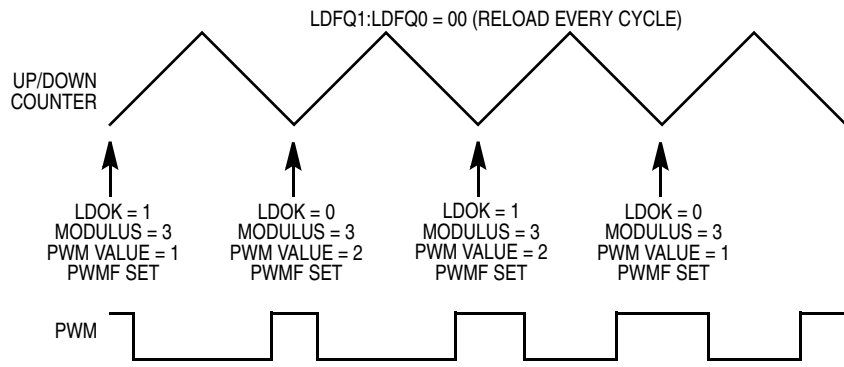 LDFQ1:LDFQ0 = 00 (RELOAD EVERY CYCLE)
UP/DOWN
COUNTER
LDOK = 1
MODULUS = 3
PWM VALUE = 1
PWMF SET
LDOK = 0
MODULUS = 3
PWM VALUE = 2
PWMF SET
LDOK = 1
MODULUS = 3
PWM VALUE = 2
PWMF SET
LDOK = 0
MODULUS = 3
PWM VALUE = 1
PWMF SET
PWM